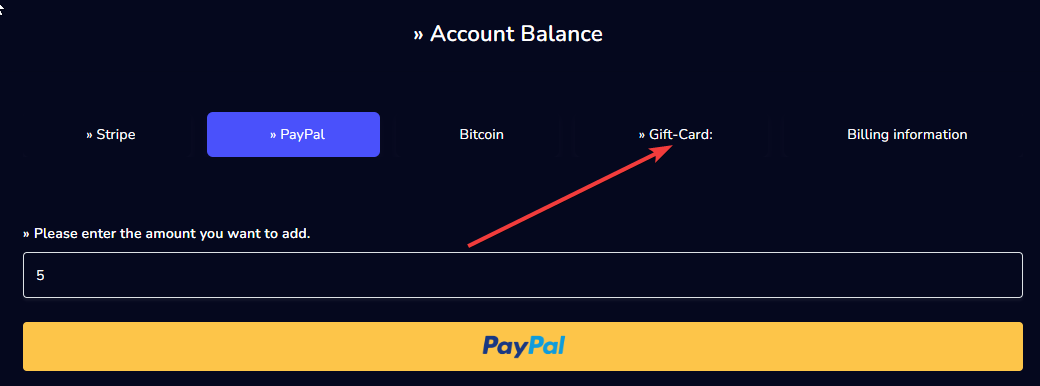 » Account Balance
» Stripe » PayPal Bitcoin » Gift-Card: Billing information
» Please enter the amount you want to add.
5
PayPal